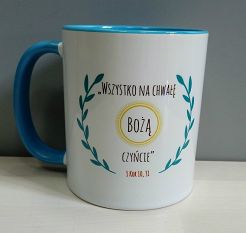 „Wszystko na chwałę
Bożą
czyńcie”
1 Kor 10, 31